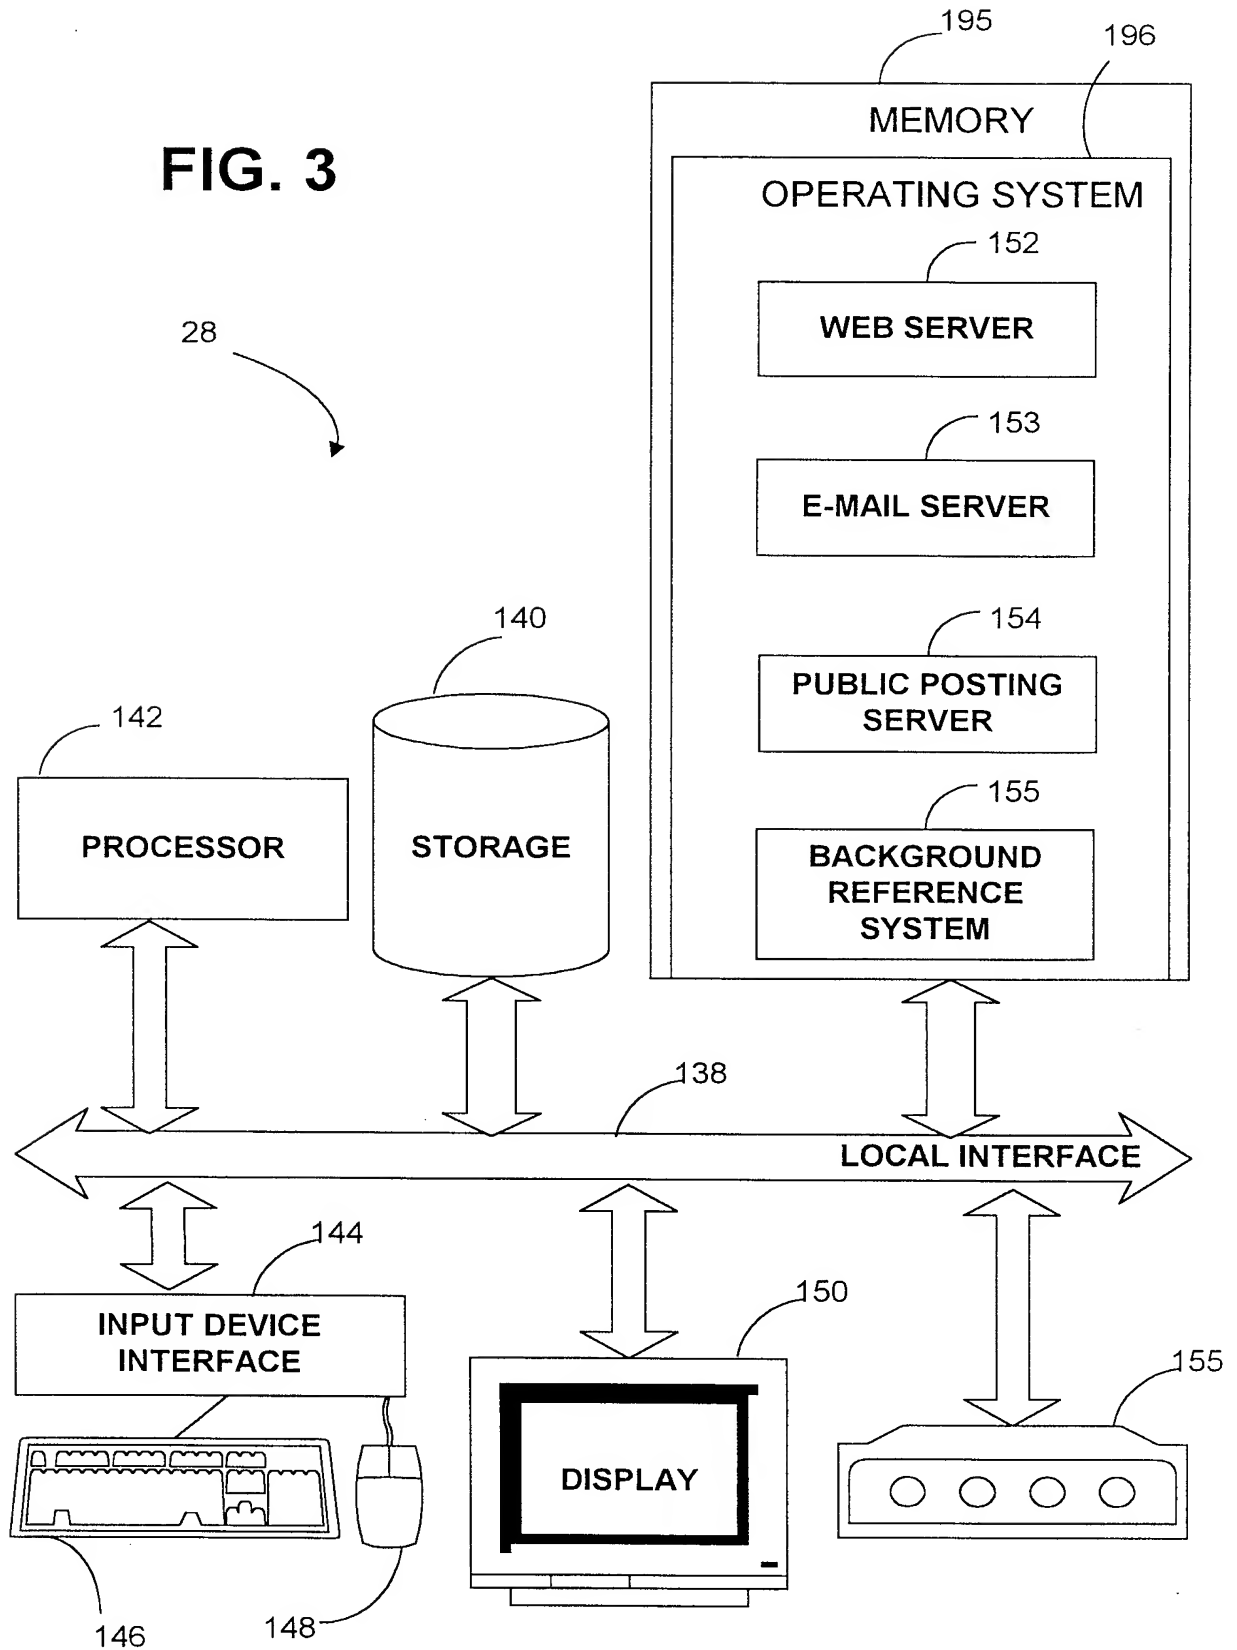 195
196
MEMORY
FIG. 3
OPERATING SYSTEM
152
WEB SERVER
28
153
E-MAIL SERVER
140
154
PUBLIC POSTING
SERVER
142
155
PROCESSOR
STORAGE
BACKGROUND
REFERENCE
SYSTEM
138
LOCAL INTERFACE
144
150
INPUT DEVICE
INTERFACE
155
DISPLAY
146
148